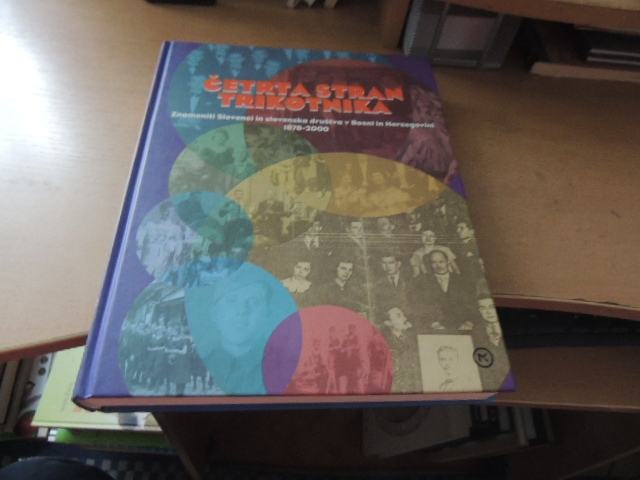 ČETRTA STRAN
TRIKOTNIKA
Znameniti Slovenci in slovenska društva v Bosni in Hercegovini
1878-2000